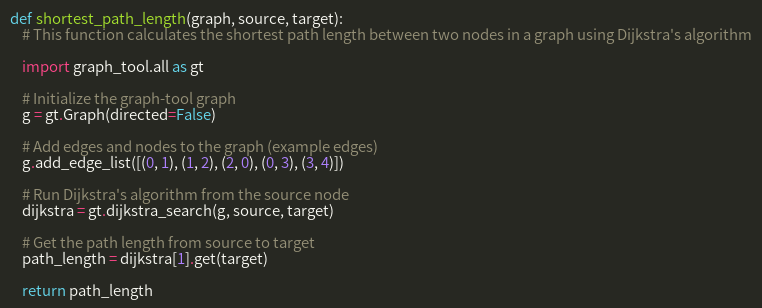 def shortest_path_length(graph, source, target):
    # This function calculates the shortest path length between two nodes in a graph using Dijkstra's algorithm
    import graph_tool.all as gt
    # Initialize the graph-tool graph
    g = gt.Graph(directed=False)
    # Add edges and nodes to the graph (example edges)
    g.add_edge_list([(0, 1), (1, 2), (2, 0), (0, 3), (3, 4)])
    # Run Dijkstra's algorithm from the source node
    dijkstra = gt.dijkstra_search(g, source, target)
    # Get the path length from source to target
    path_length = dijkstra[1].get(target)
    return path_length